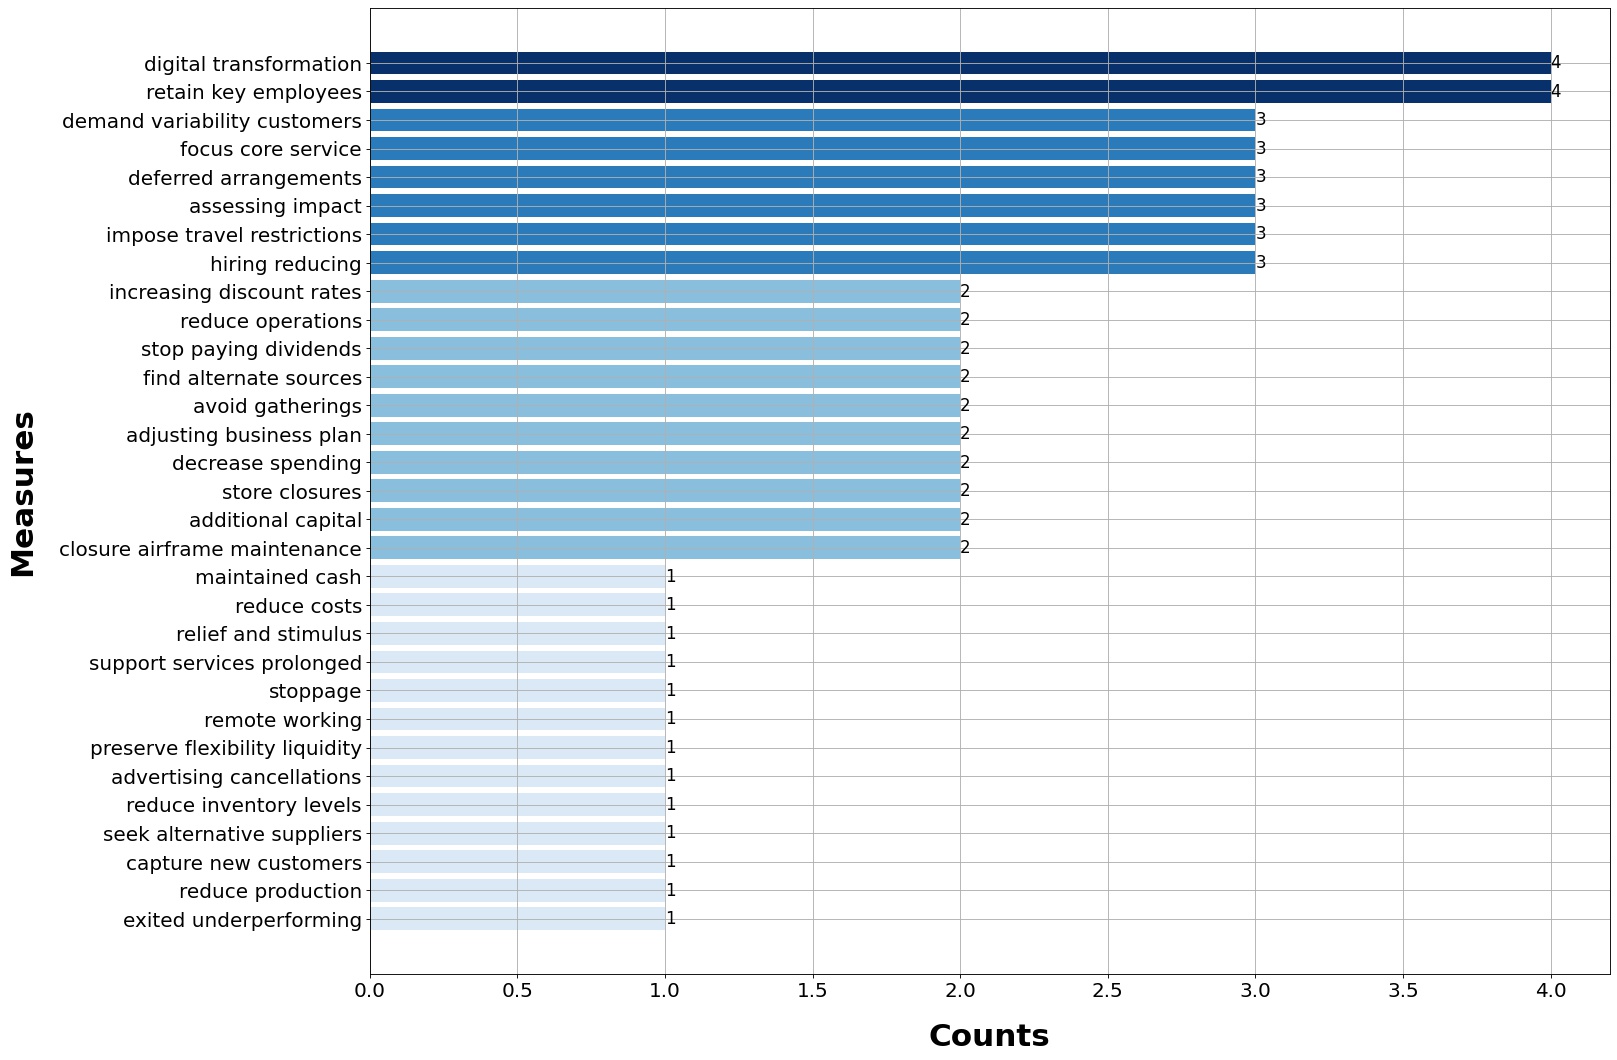 digital transformation 4
retain key employees 4
demand variability customers 3
focus core service 3
deferred arrangements 3
assessing impact 3
impose travel restrictions 3
hiring reducing 3
increasing discount rates 2
reduce operations 2
stop paying dividends 2
find alternate sources 2
avoid gatherings 2
adjusting business plan 2
decrease spending 2
store closures 2
additional capital 2
closure airframe maintenance 2
maintained cash 1
reduce costs 1
relief and stimulus 1
support services prolonged 1
stoppage 1
remote working 1
preserve flexibility liquidity 1
advertising cancellations 1
reduce inventory levels 1
seek alternative suppliers 1
capture new customers 1
reduce production 1
exited underperforming 1
Measures
0.0 0.5 1.0 1.5 2.0 2.5 3.0 3.5 4.0
Counts